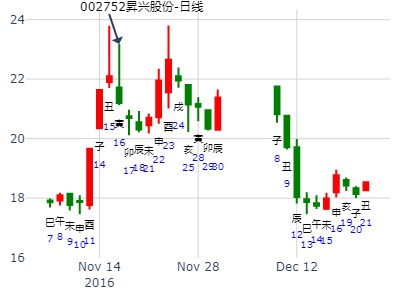 002752昇兴股份-日线
24
22
20
18
16
巳 7
午 8
未 9
申 10
酉 11
子 14
丑 15
寅 16
卯 17
辰 18
未 21
申 22
酉 23
戌 24
亥 25
寅 28
卯 29
辰 30
子 8
丑 9
辰 12
巳 13
午 14
未 15
申 16
亥 19
子 20
丑 21
Nov 14
2016
Nov 28
Dec 12